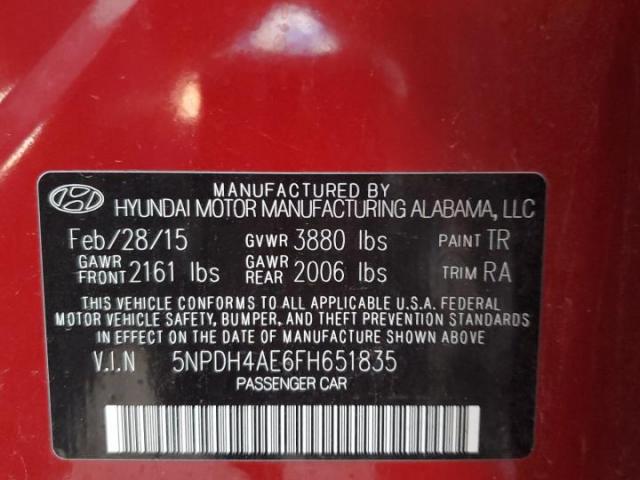 MANUFACTURED BY
HYUNDAI MOTOR MANUFACTURING ALABAMA, LLC
Feb/28/15 GVWR 3880 lbs PAINT TR
GAWR FRONT 2161 lbs GAWR REAR 2006 lbs TRIM RA
THIS VEHICLE CONFORMS TO ALL APPLICABLE U.S.A. FEDERAL
MOTOR VEHICLE SAFETY, BUMPER, AND THEFT PREVENTION STANDARDS
IN EFFECT ON THE DATE OF MANUFACTURE SHOWN ABOVE
V.I.N 5NPDH4AE6FH651835
PASSENGER CAR